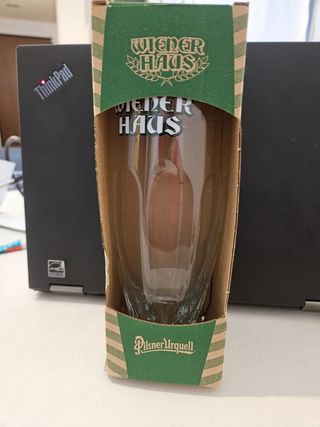 WIENER
HAUS
WIENER
HAUS
ThinkPad
Pilsner Urquell